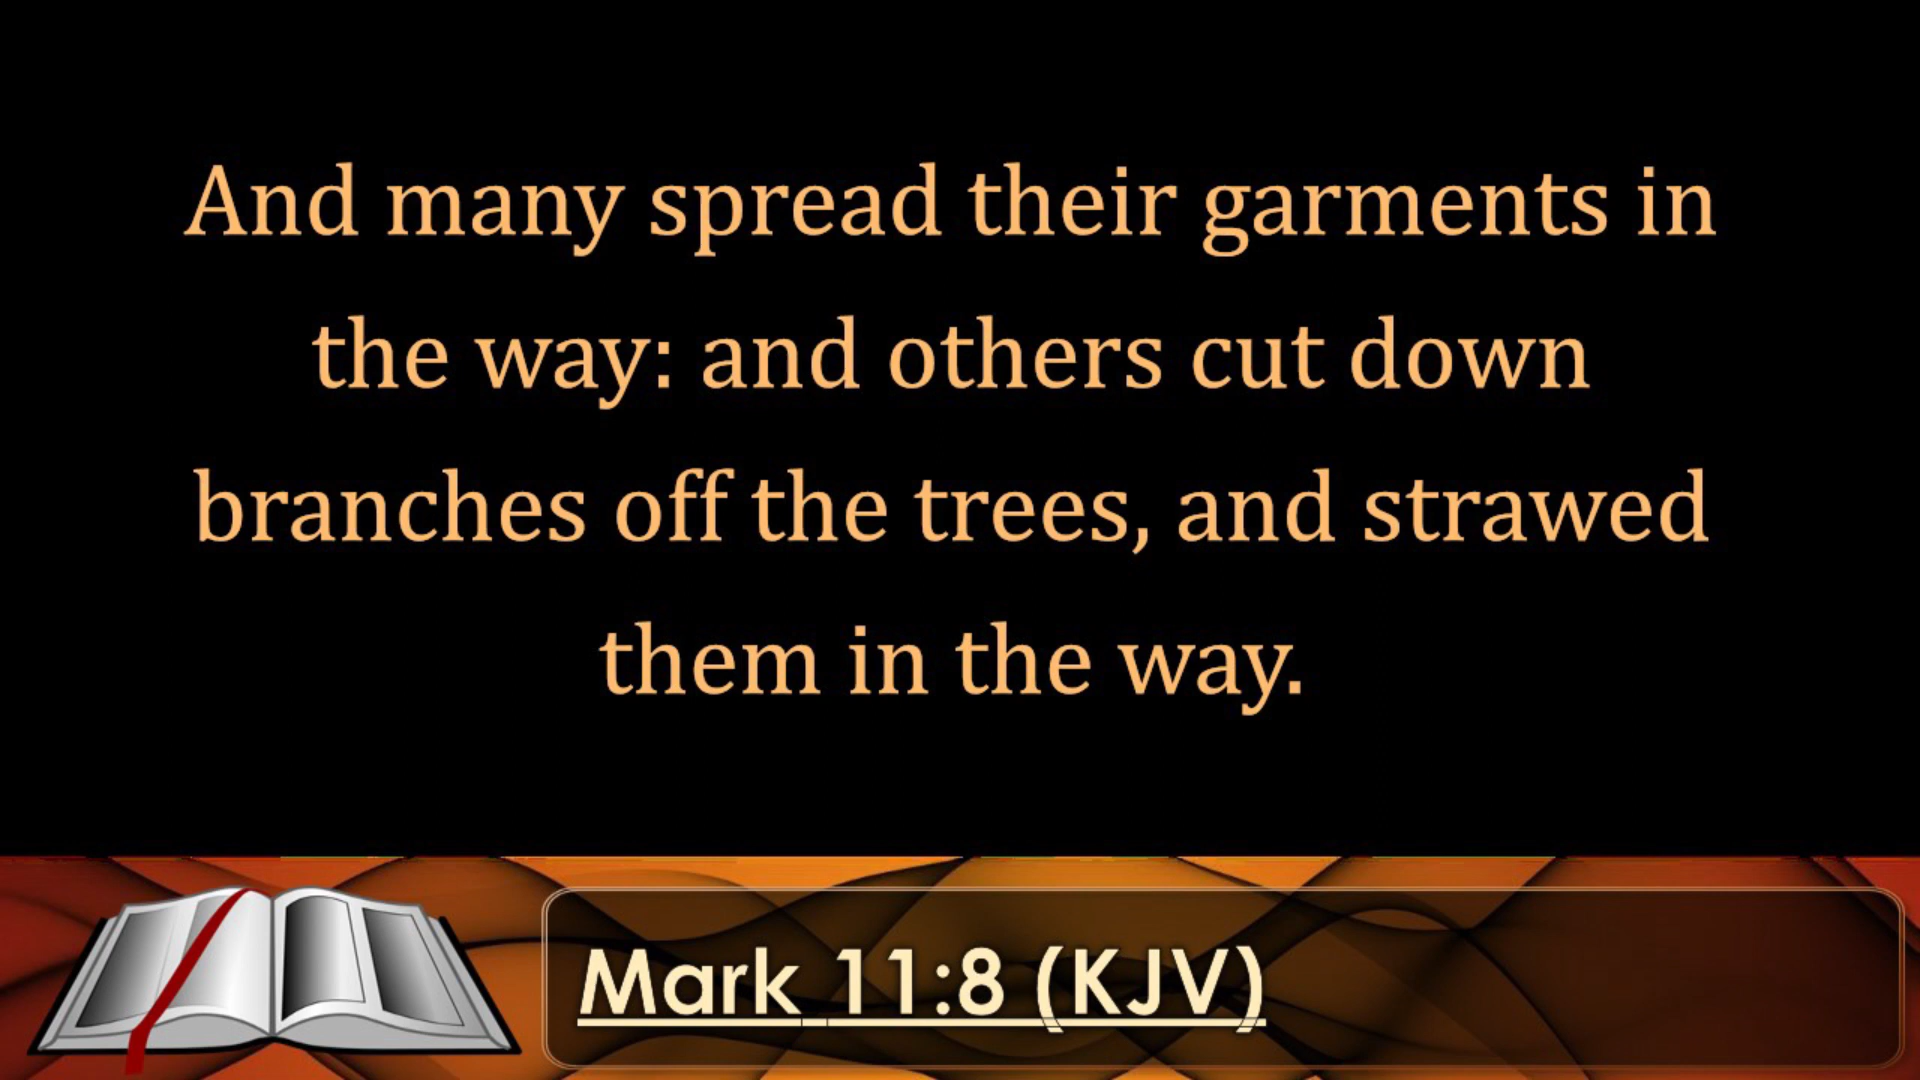 And many spread their garments in
the way: and others cut down
branches off the trees, and strawed
them in the way.
Mark 11:8 (KJV)